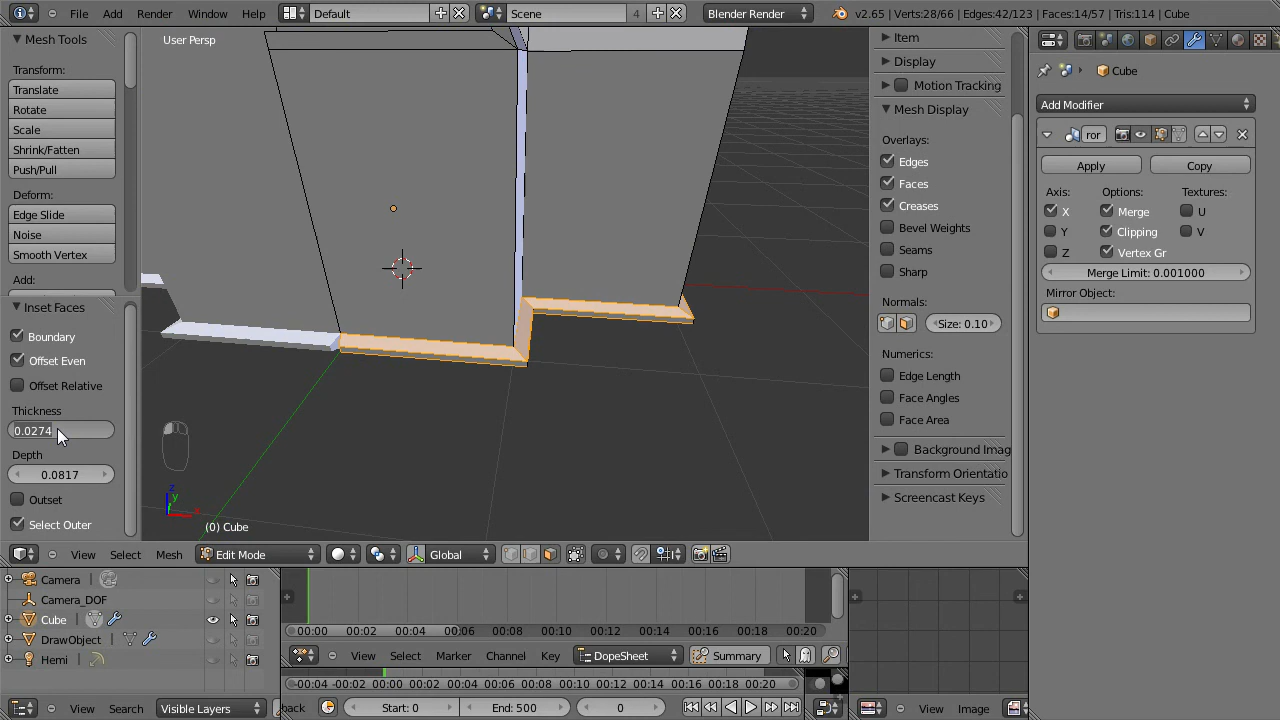 File Add Render Window Help Default Scene 4 Blender Render v2.65 | Verts:28/66 | Edges:42/123 | Faces:14/57 | Tris:114 | Cube
Mesh Tools
Transform:
Translate
Rotate
Scale
Shrink/Fatten
Push/Pull
Deform:
Edge Slide
Noise
Smooth Vertex
Add:
Inset Faces
Boundary
Offset Even
Offset Relative
Thickness
0.0274
Depth
0.0817
Outset
Select Outer
User Persp
z
y
x
(0) Cube
Item
Display
Motion Tracking
Mesh Display
Overlays:
Edges
Faces
Creases
Bevel Weights
Seams
Sharp
Normals:
Size: 0.10
Numerics:
Edge Length
Face Angles
Face Area
Background Imag
Transform Orientatio
Screencast Keys
Cube
Add Modifier
ror
Apply Copy
Axis: Options: Textures:
X Merge U
Y Clipping V
Z Vertex Gr
Merge Limit: 0.001000
Mirror Object:
View Select Mesh Edit Mode Global
Camera
Camera_DOF
Cube
DrawObject
Hemi
View Search Visible Layers
00:00 00:02 00:04 00:06 00:08 00:10 00:12 00:14 00:16 00:18 00:20
View Select Marker Channel Key DopeSheet Summary
-00:04 -00:02 00:00 00:02 00:04 00:06 00:08 00:10 00:12 00:14 00:16 00:18 00:20
back Start: 0 End: 500 0
View Image